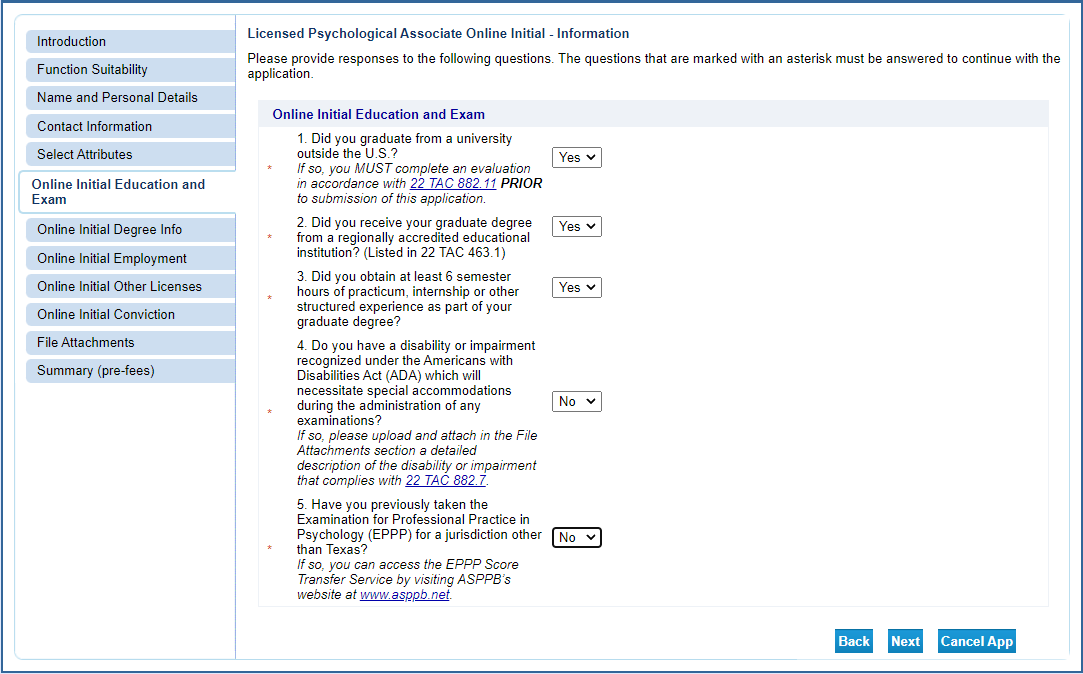 Introduction
Function Suitability
Name and Personal Details
Contact Information
Select Attributes
Online Initial Education and
Exam
Online Initial Degree Info
Online Initial Employment
Online Initial Other Licenses
Online Initial Conviction
File Attachments
Summary (pre-fees)
Licensed Psychological Associate Online Initial - Information
Please provide responses to the following questions. The questions that are marked with an asterisk must be answered to continue with the
application.
Online Initial Education and Exam
1. Did you graduate from a university
outside the U.S.?
If so, you MUST complete an evaluation
in accordance with 22 TAC 882.11 PRIOR
to submission of this application.
*
Yes
2. Did you receive your graduate degree
from a regionally accredited educational
institution? (Listed in 22 TAC 463.1)
*
Yes
3. Did you obtain at least 6 semester
hours of practicum, internship or other
structured experience as part of your
graduate degree?
*
Yes
4. Do you have a disability or impairment
recognized under the Americans with
Disabilities Act (ADA) which will
necessitate special accommodations
during the administration of any
examinations?
If so, please upload and attach in the File
Attachments section a detailed
description of the disability or impairment
that complies with 22 TAC 882.7.
*
No
5. Have you previously taken the
Examination for Professional Practice in
Psychology (EPPP) for a jurisdiction other
than Texas?
If so, you can access the EPPP Score
Transfer Service by visiting ASPPB's
website at www.asppb.net.
*
No
Back
Next
Cancel App